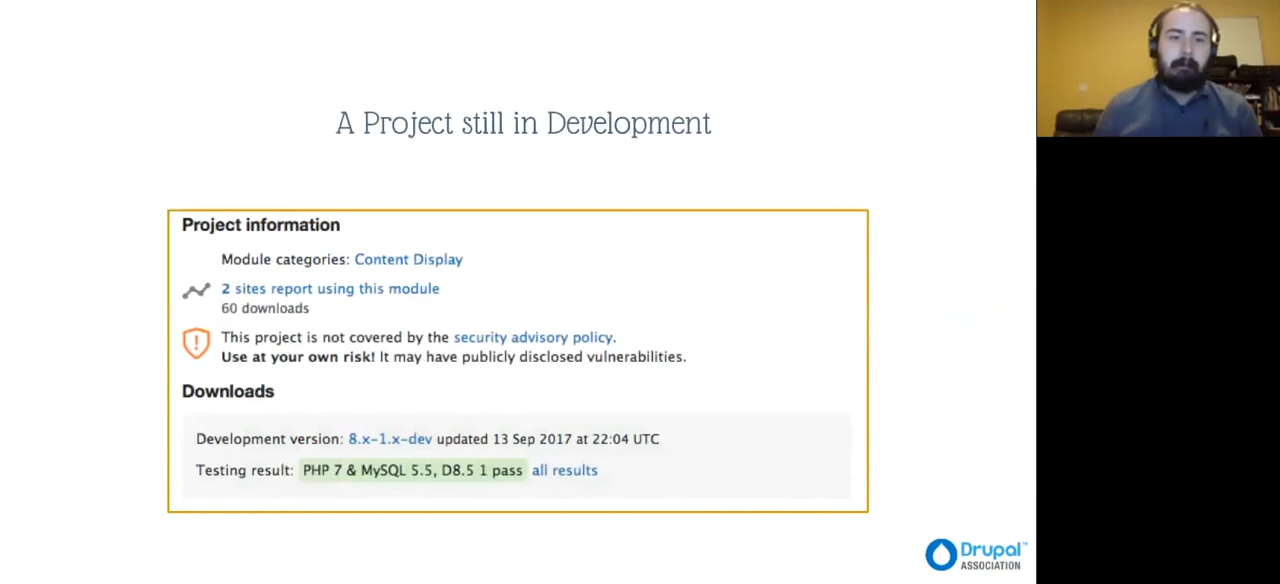 A Project still in Development
Project information
Module categories: Content Display
2 sites report using this module
60 downloads
This project is not covered by the security advisory policy.
Use at your own risk! It may have publicly disclosed vulnerabilities.
Downloads
Development version: 8.x-1.x-dev updated 13 Sep 2017 at 22:04 UTC
Testing result: PHP 7 & MySQL 5.5, D8.5 1 pass all results
Drupal™
ASSOCIATION